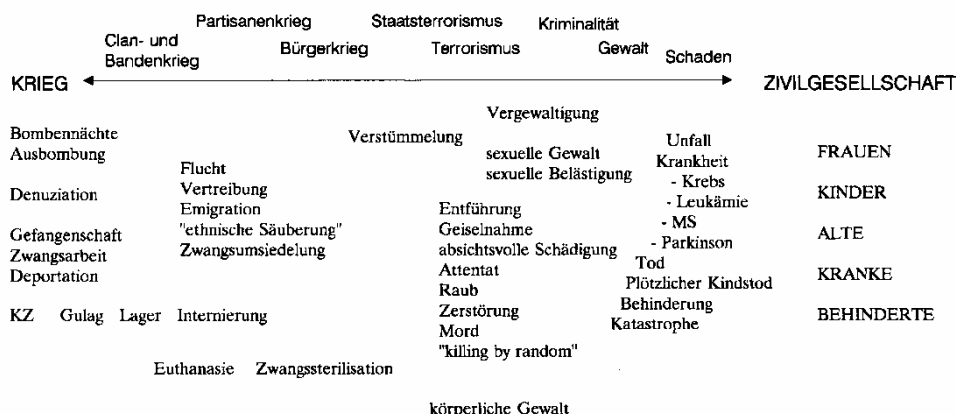 Partisanenkrieg Staatsterrorismus Kriminalität
Clan- und
Bandenkrieg Bürgerkrieg Terrorismus Gewalt Schaden
KRIEG ZIVILGESELLSCHAFT
Vergewaltigung
Bombennächte Verstümmelung Unfall
Ausbombung sexuelle Gewalt Krankheit FRAUEN
Flucht sexuelle Belästigung - Krebs
Denuziation Vertreibung - Leukämie KINDER
Emigration Entführung - MS
Gefangenschaft "ethnische Säuberung" Geiselnahme - Parkinson ALTE
Zwangsarbeit Zwangsumsiedelung absichtsvolle Schädigung Tod
Deportation Attentat Plötzlicher Kindstod KRANKE
Raub Behinderung
KZ Gulag Lager Internierung Zerstörung Katastrophe BEHINDERTE
Mord
"killing by random"
Euthanasie Zwangssterilisation
körperliche Gewalt